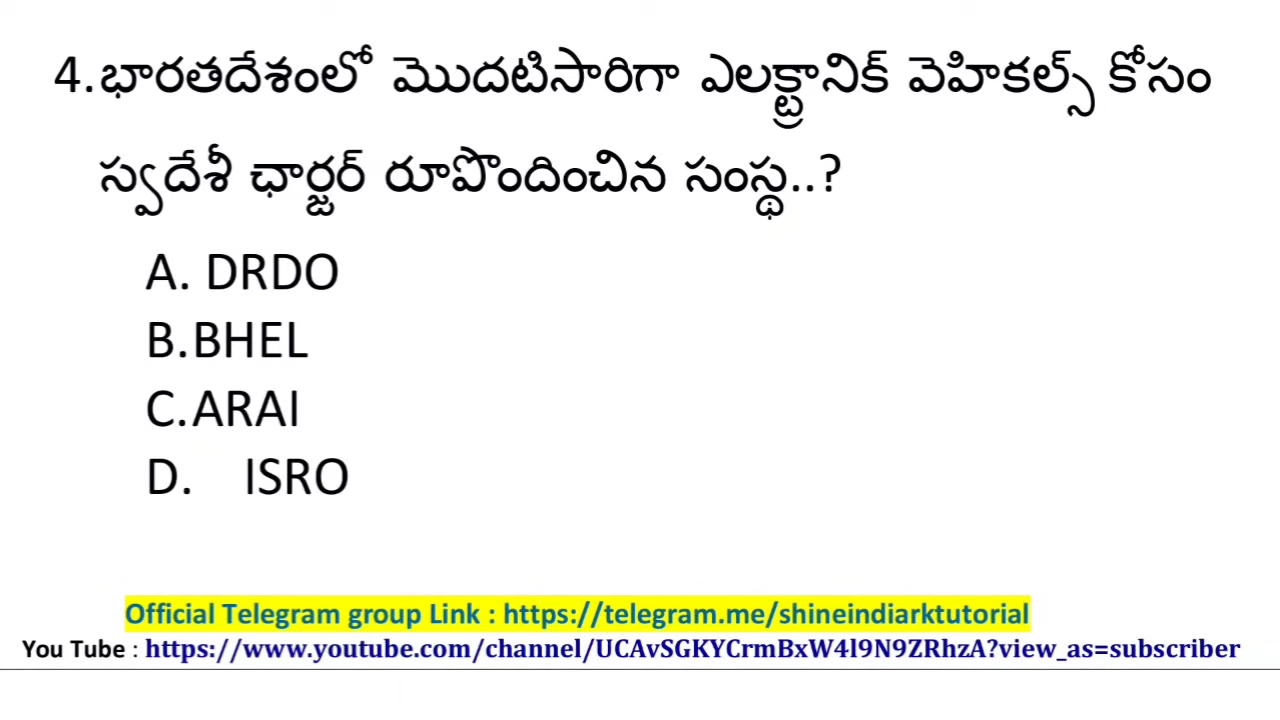 4.భారతదేశంలో మొదటిసారిగా ఎలక్ట్రానిక్ వెహికల్స్ కోసం
స్వదేశీ ఛార్జర్ రూపొందించిన సంస్థ..?
A. DRDO
B.BHEL
C.ARAI
D. ISRO
Official Telegram group Link : https://telegram.me/shineindiarktutorial
You Tube : https://www.youtube.com/channel/UCAvSGKYCrmBxW4l9N9ZRhzA?view_as=subscriber